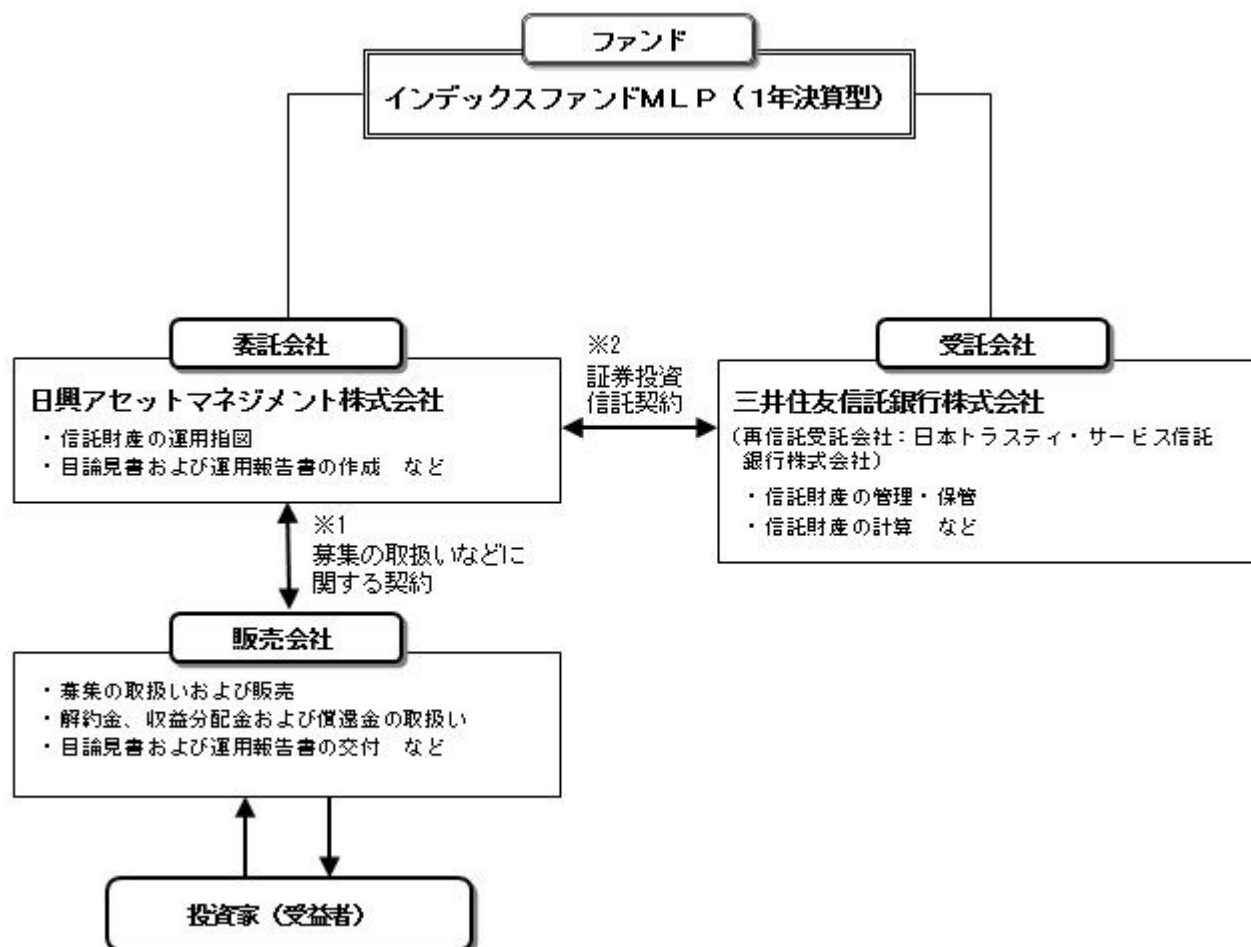 ファンド
インデックスファンドMLP（1年決算型）
委託会社
日興アセットマネジメント株式会社
・信託財産の運用指図
・目論見書および運用報告書の作成　など
※2
証券投資
信託契約
受託会社
三井住友信託銀行株式会社
（再信託受託会社：日本トラスティ・サービス信託
銀行株式会社）
・信託財産の管理・保管
・信託財産の計算　など
※1
募集の取扱いなどに
関する契約
販売会社
・募集の取扱いおよび販売
・解約金、収益分配金および償還金の取扱い
・目論見書および運用報告書の交付　など
投資家（受益者）